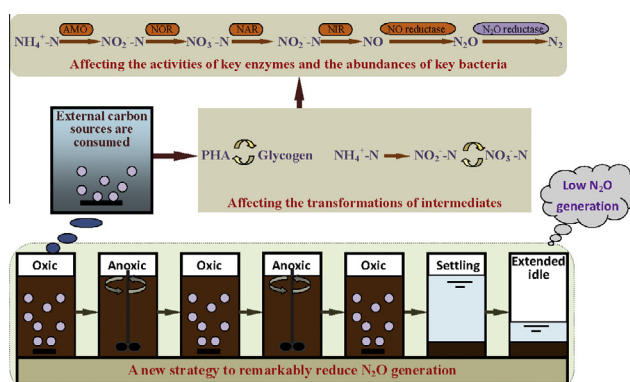 AMO NOR NAR NIR NO reductase N₂O reductase
NH₄⁺-N NO₂⁻-N NO₃⁻-N NO₂⁻-N NO N₂O N₂
Affecting the activities of key enzymes and the abundances of key bacteria
External carbon
sources are
consumed
PHA Glycogen NH₄⁺-N NO₂⁻-N NO₃⁻-N
Affecting the transformations of intermediates
Low N₂O
generation
Oxic Anoxic Oxic Anoxic Oxic Settling Extended
idle
A new strategy to remarkably reduce N₂O generation